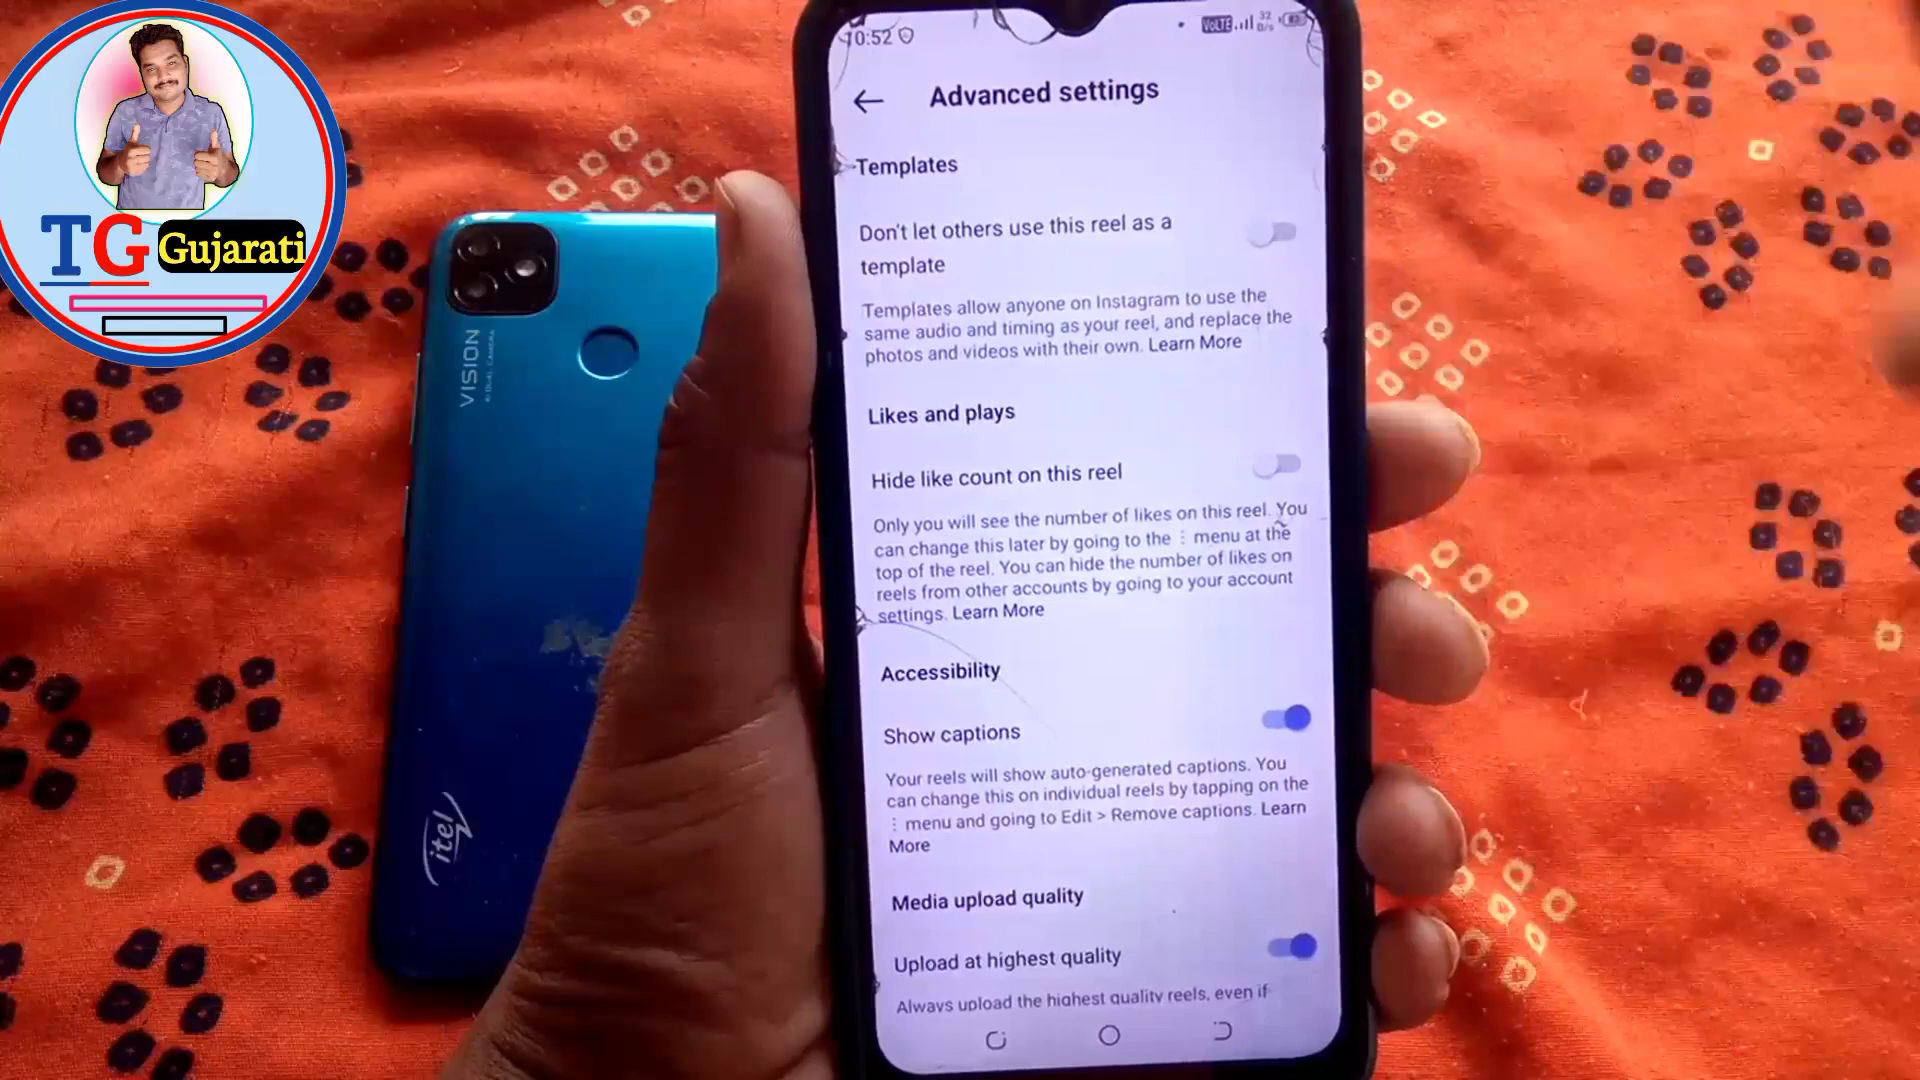 TG
Gujarati
VISION
AI DUAL CAMERA
itel
10:52
VoLTE 32 B/s
Advanced settings
Templates
Don't let others use this reel as a
template
Templates allow anyone on Instagram to use the
same audio and timing as your reel, and replace the
photos and videos with their own. Learn More
Likes and plays
Hide like count on this reel
Only you will see the number of likes on this reel. You
can change this later by going to the ⋮ menu at the
top of the reel. You can hide the number of likes on
reels from other accounts by going to your account
settings. Learn More
Accessibility
Show captions
Your reels will show auto-generated captions. You
can change this on individual reels by tapping on the
⋮ menu and going to Edit > Remove captions. Learn
More
Media upload quality
Upload at highest quality
Always upload the highest quality reels, even if